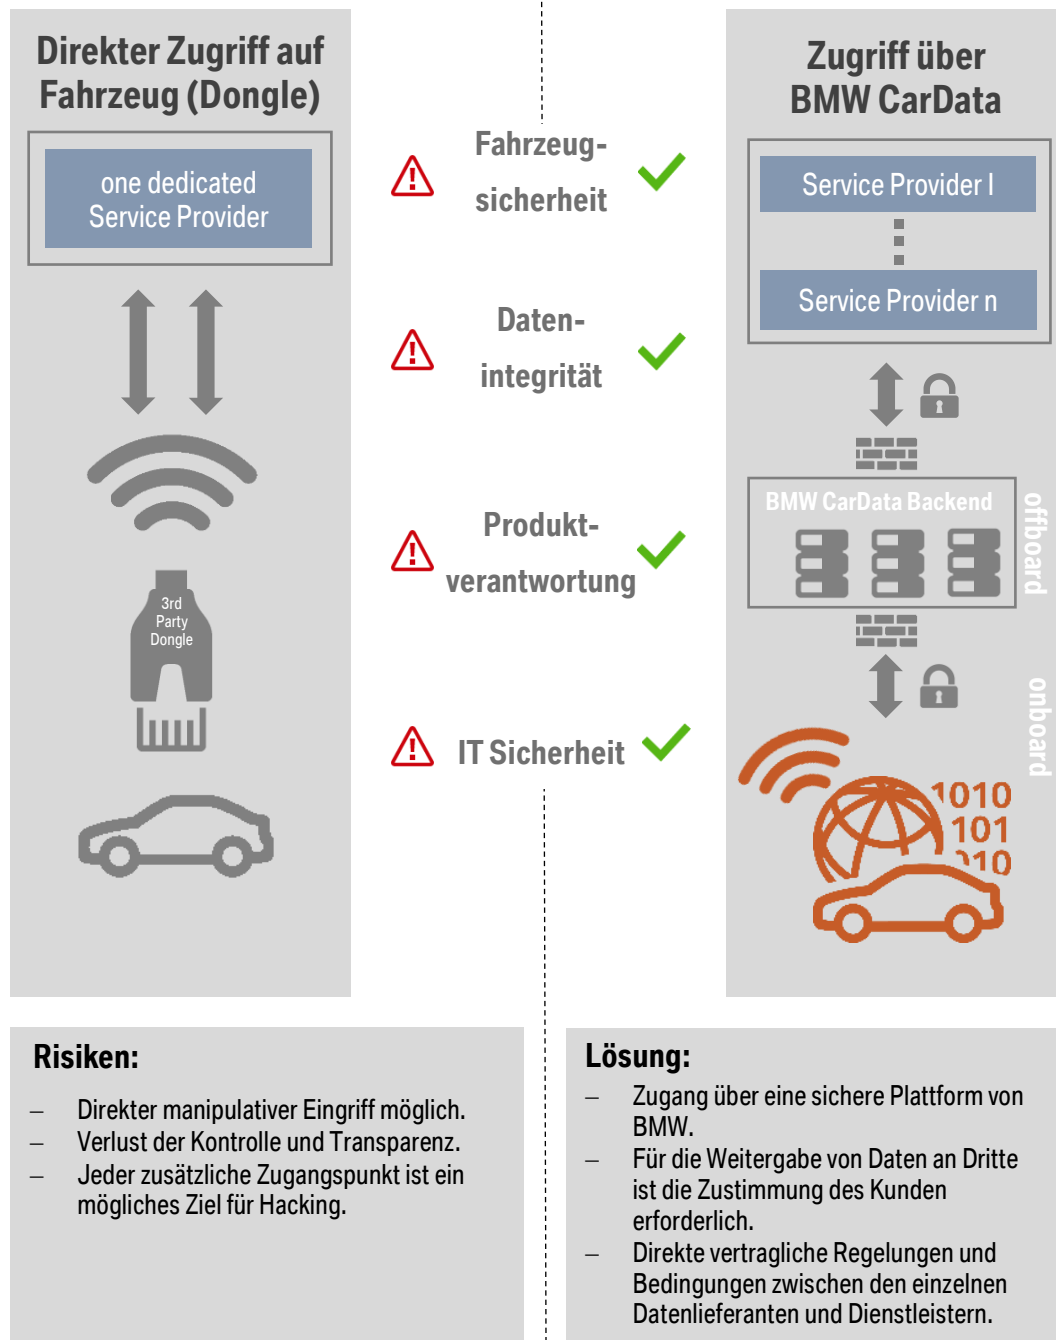 Direkter Zugriff auf
Fahrzeug (Dongle)
one dedicated
Service Provider
3rd
Party
Dongle
Fahrzeug-
sicherheit
Daten-
integrität
Produkt-
verantwortung
IT Sicherheit
Zugriff über
BMW CarData
Service Provider I
Service Provider n
BMW CarData Backend
offboard
onboard
1010
101
010
Risiken:
– Direkter manipulativer Eingriff möglich.
– Verlust der Kontrolle und Transparenz.
– Jeder zusätzliche Zugangspunkt ist ein
mögliches Ziel für Hacking.
Lösung:
– Zugang über eine sichere Plattform von
BMW.
– Für die Weitergabe von Daten an Dritte
ist die Zustimmung des Kunden
erforderlich.
– Direkte vertragliche Regelungen und
Bedingungen zwischen den einzelnen
Datenlieferanten und Dienstleistern.